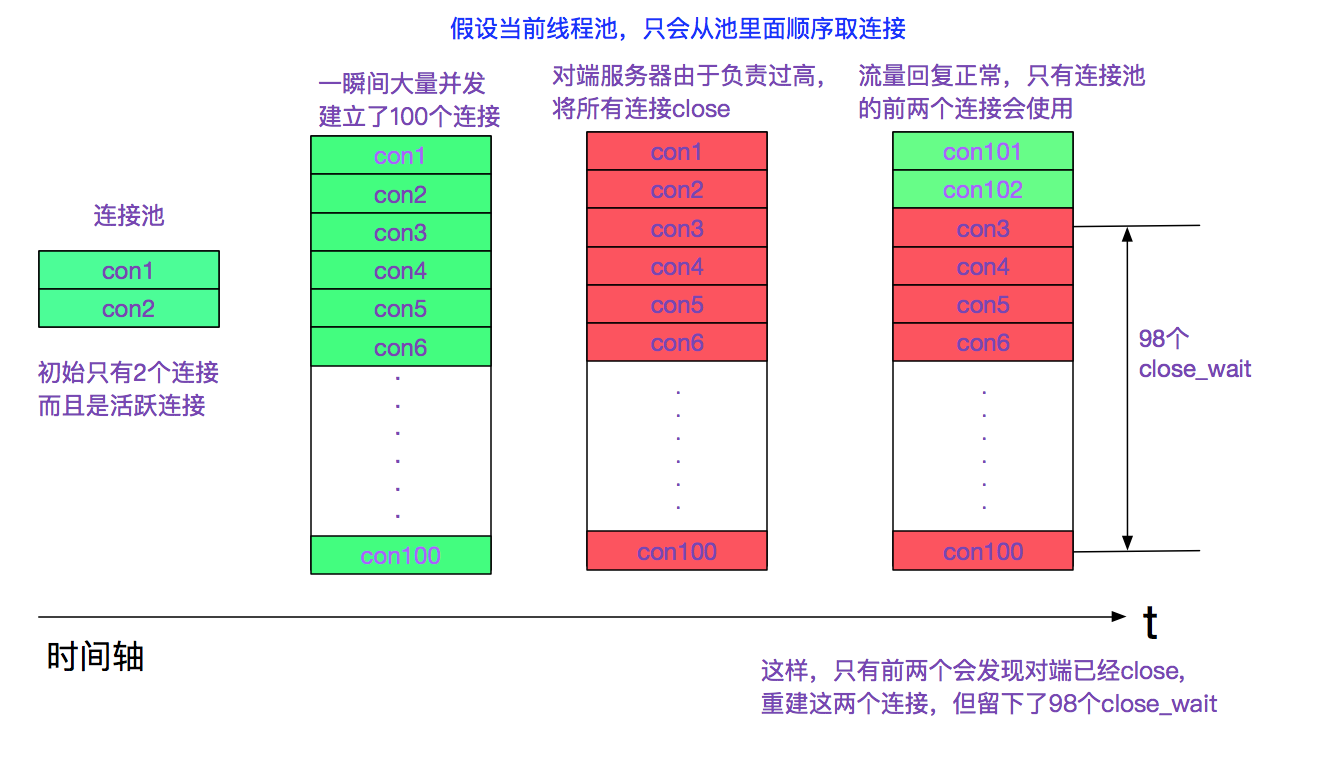 假设当前线程池，只会从池里面顺序取连接
连接池
con1
con2
初始只有2个连接
而且是活跃连接
一瞬间大量并发
建立了100个连接
con1
con2
con3
con4
con5
con6
con100
对端服务器由于负责过高，
将所有连接close
con1
con2
con3
con4
con5
con6
con100
流量回复正常，只有连接池
的前两个连接会使用
con101
con102
con3
con4
con5
con6
con100
98个
close_wait
t
时间轴
这样，只有前两个会发现对端已经close,
重建这两个连接，但留下了98个close_wait